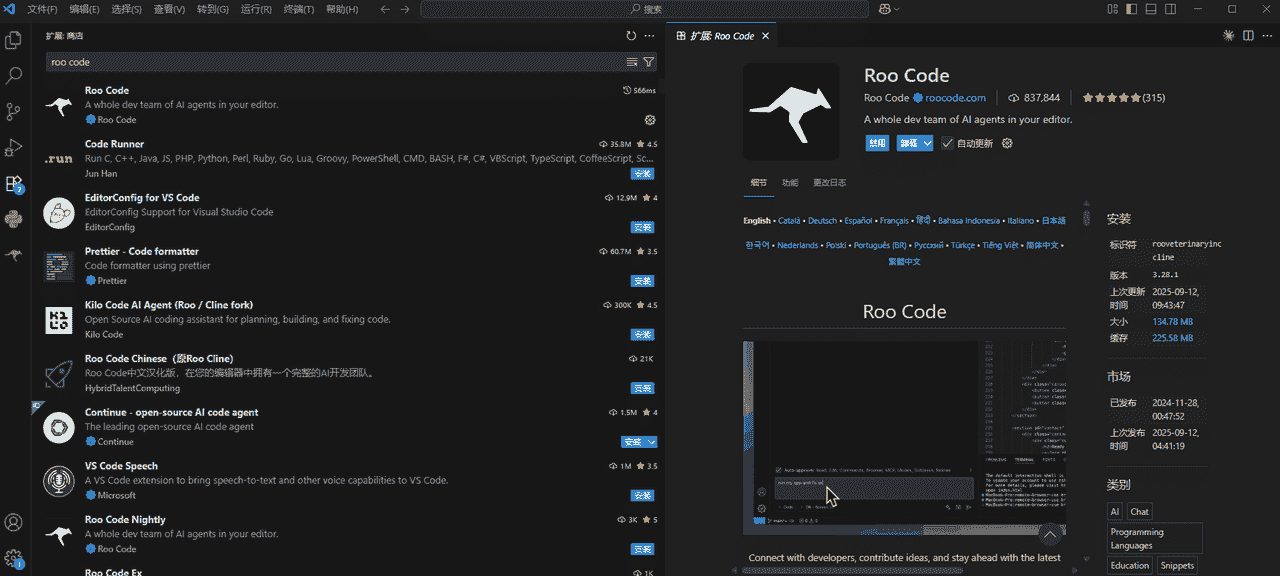 文件(F) 编辑(E) 选择(S) 查看(V) 转到(G) 运行(R) 终端(T) 帮助(H) 搜索
扩展: 商店
roo code
Roo Code 566ms
A whole dev team of AI agents in your editor.
Roo Code
Code Runner 35.8M 4.5
Run C, C++, Java, JS, PHP, Python, Perl, Ruby, Go, Lua, Groovy, PowerShell, CMD, BASH, F#, C#, VBScript, TypeScript, CoffeeScript, Sc...
Jun Han 安装
EditorConfig for VS Code 12.9M 4
EditorConfig Support for Visual Studio Code
EditorConfig 安装
Prettier - Code formatter 60.7M 3.5
Code formatter using prettier
Prettier 安装
Kilo Code AI Agent (Roo / Cline fork) 300K 4.5
Open Source AI coding assistant for planning, building, and fixing code.
Kilo Code 安装
Roo Code Chinese（原Roo Cline） 21K
Roo Code中文汉化版，在您的编辑器中拥有一个完整的AI开发团队。
HybridTalentComputing 安装
Continue - open-source AI code agent 1.5M 4
The leading open-source AI code agent
Continue 安装
VS Code Speech 1M 3.5
A VS Code extension to bring speech-to-text and other voice capabilities to VS Code.
Microsoft 安装
Roo Code Nightly 3K 5
A whole dev team of AI agents in your editor.
Roo Code 安装
Roo Code Ex 1K
扩展: Roo Code
Roo Code
Roo Code roocode.com 837,844 (315)
A whole dev team of AI agents in your editor.
禁用 卸载 自动更新
细节 功能 更改日志
English • Català • Deutsch • Español • Français • हिंदी • Bahasa Indonesia • Italiano • 日本語
한국어 • Nederlands • Polski • Português (BR) • Русский • Türkçe • Tiếng Việt • 简体中文 •
繁體中文
Roo Code
Connect with developers, contribute ideas, and stay ahead with the latest
安装
标识符 rooveterinaryinc
cline
版本 3.28.1
上次更新 2025-09-12,
时间 09:43:47
大小 134.78 MB
缓存 225.58 MB
市场
已发布 2024-11-28,
00:47:52
上次发布 2025-09-12,
时间 04:41:19
类别
AI Chat
Programming
Languages
Education Snippets